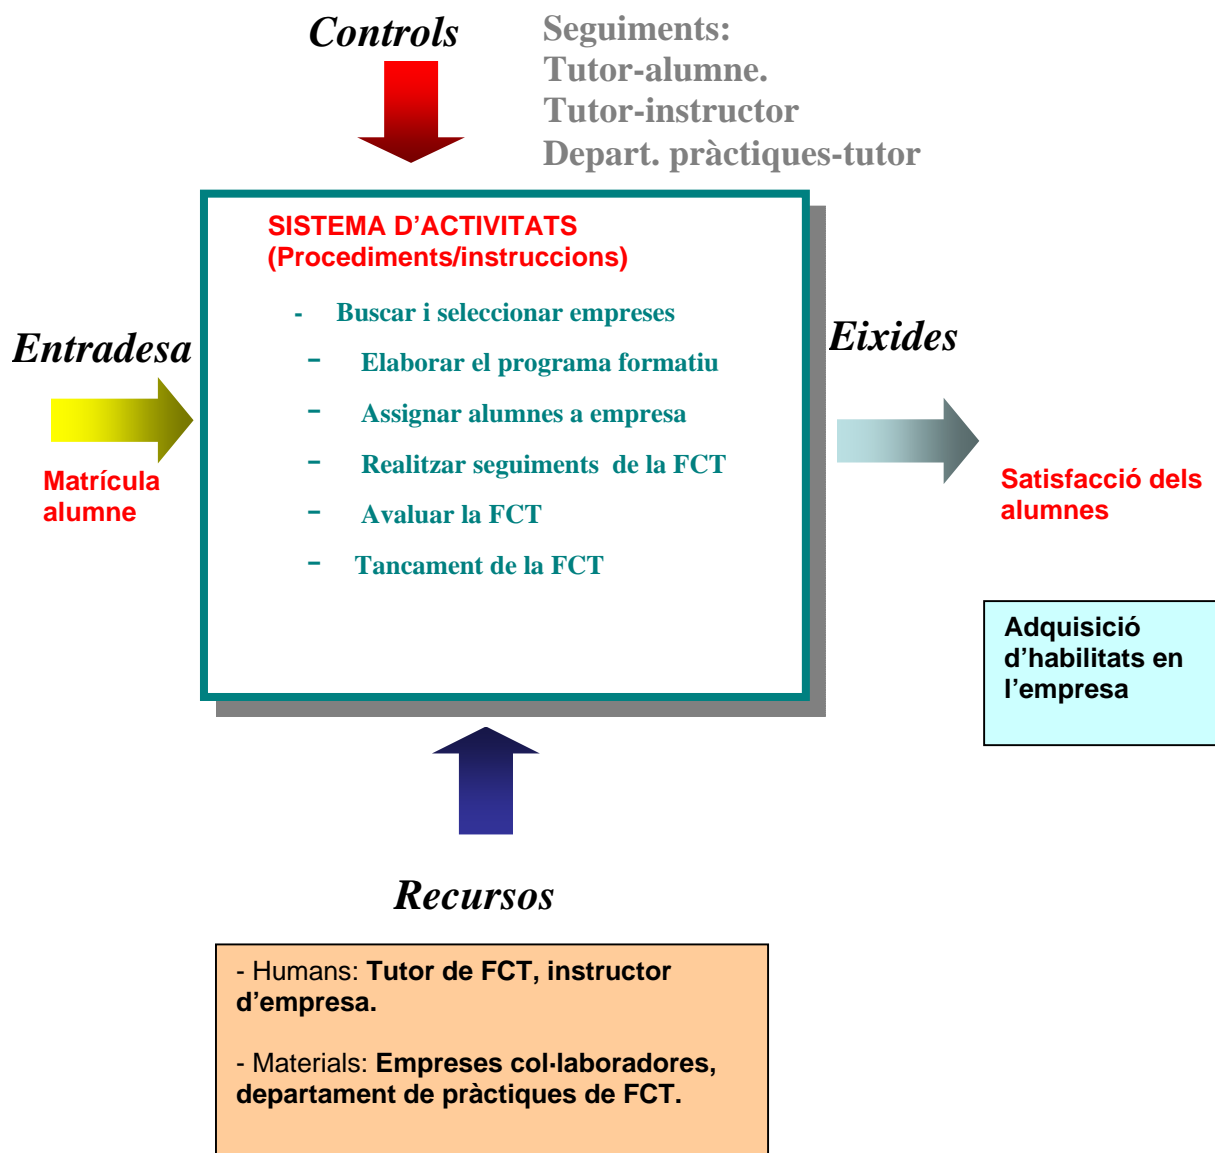 Controls
Seguiments:
Tutor-alumne.
Tutor-instructor
Depart. pràctiques-tutor
SISTEMA D’ACTIVITATS
(Procediments/instruccions)
- Buscar i seleccionar empreses
- Elaborar el programa formatiu
- Assignar alumnes a empresa
- Realitzar seguiments de la FCT
- Avaluar la FCT
- Tancament de la FCT
Entradesa
Matrícula
alumne
Eixides
Satisfacció dels
alumnes
Adquisició
d’habilitats en
l’empresa
Recursos
- Humans: Tutor de FCT, instructor
d’empresa.
- Materials: Empreses col·laboradores,
departament de pràctiques de FCT.